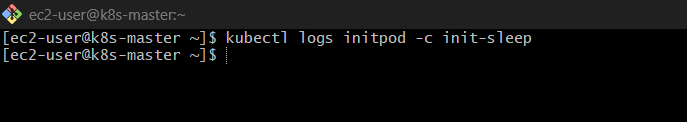 ec2-user@k8s-master:~
[ec2-user@k8s-master ~]$ kubectl logs initpod -c init-sleep
[ec2-user@k8s-master ~]$